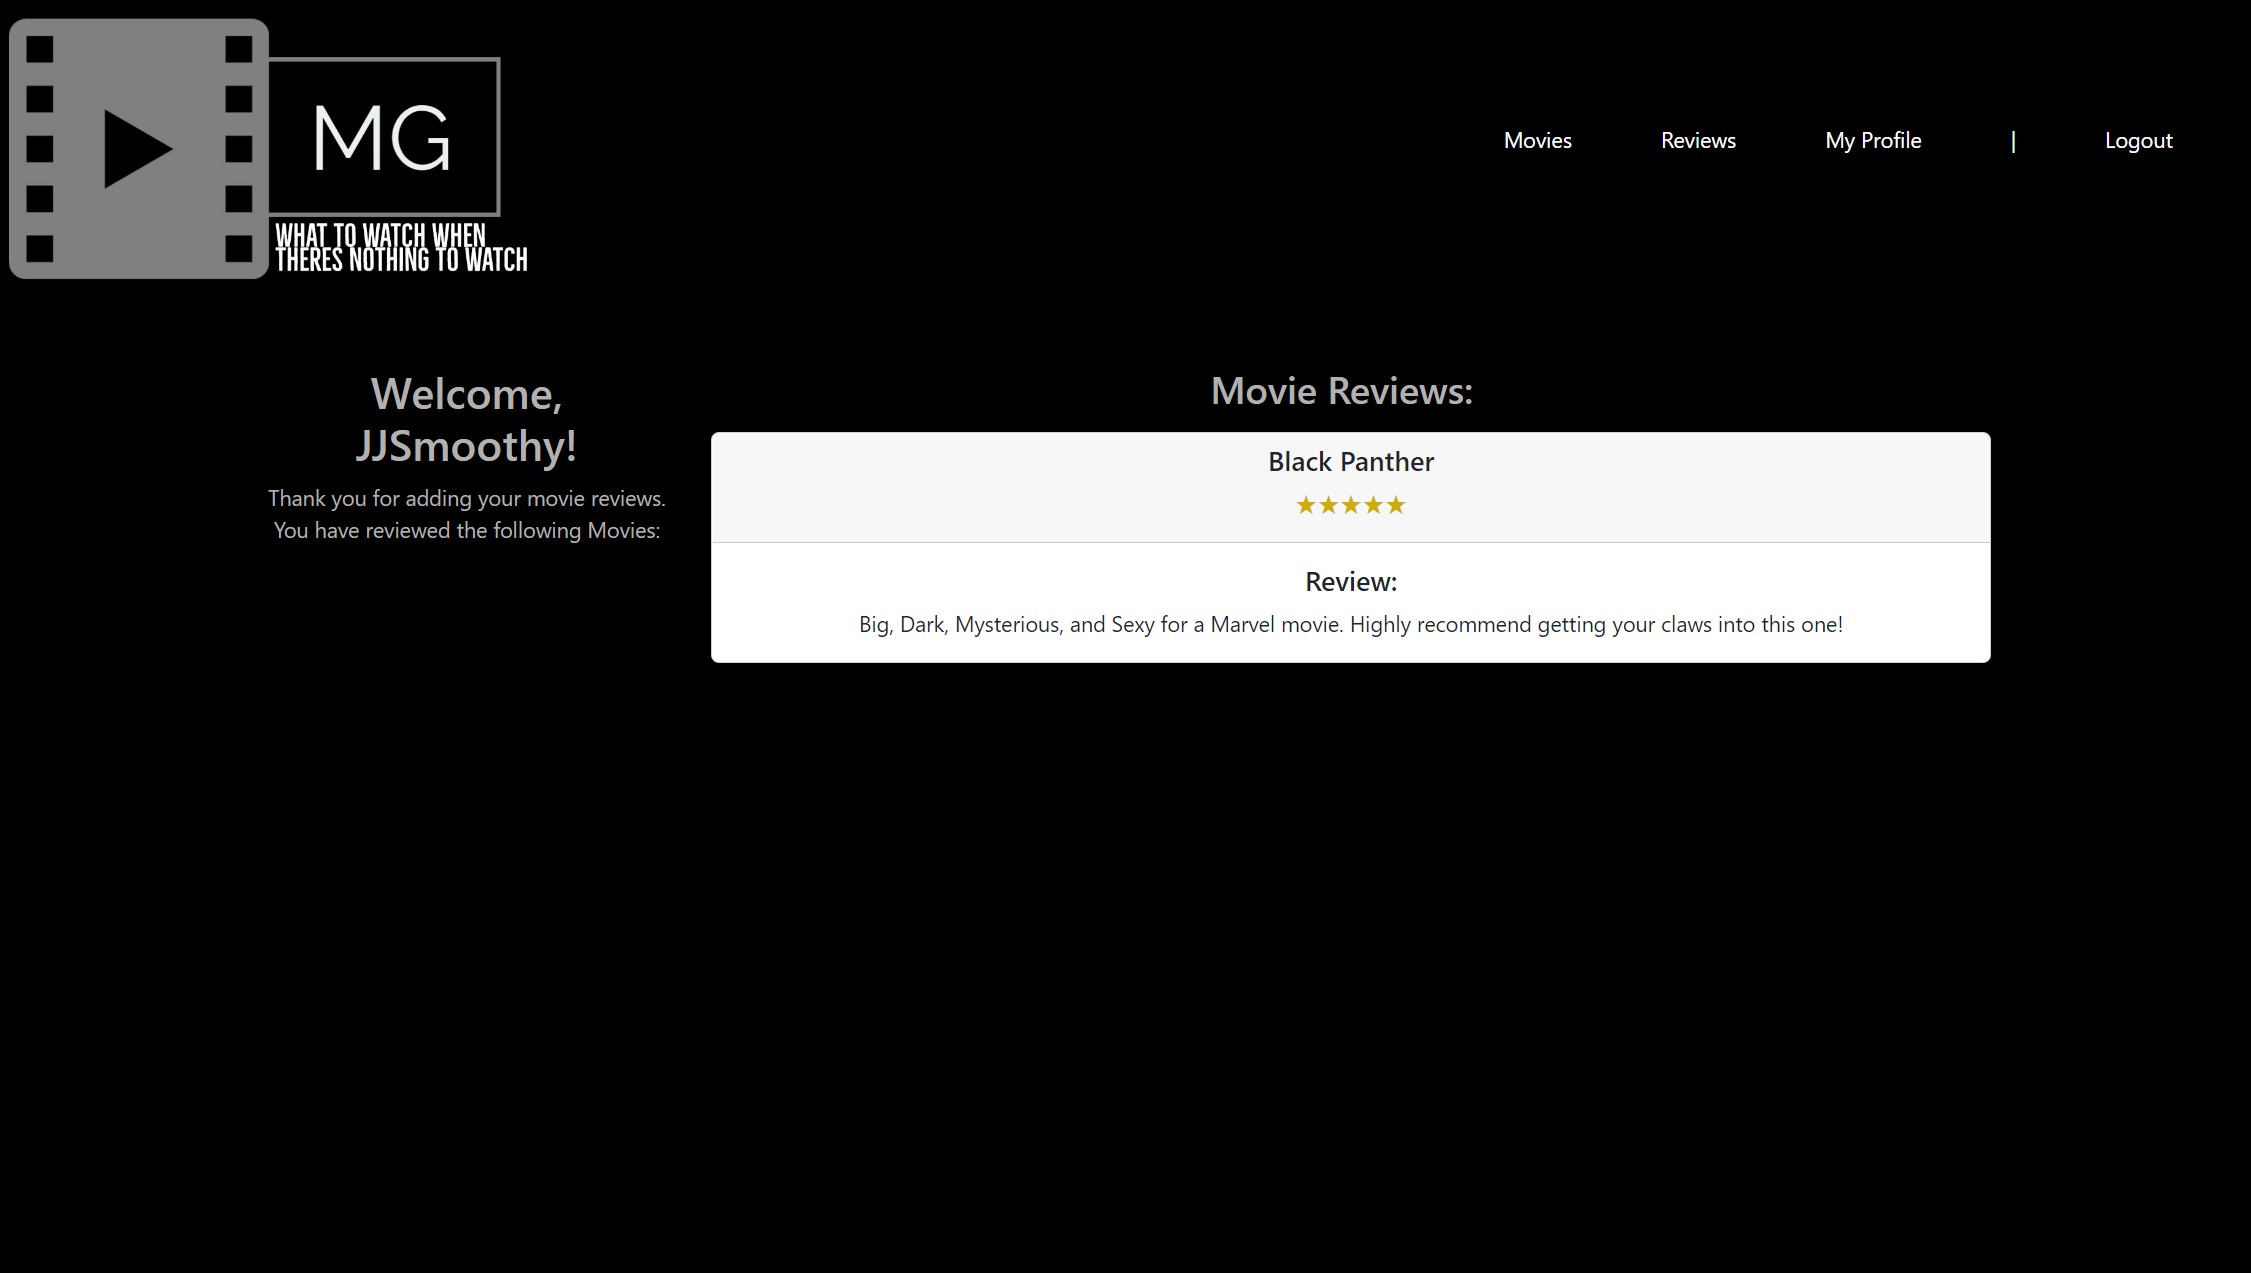 MG
WHAT TO WATCH WHEN
THERES NOTHING TO WATCH
Movies
Reviews
My Profile
|
Logout
Welcome,
JJSmoothy!
Thank you for adding your movie reviews.
You have reviewed the following Movies:
Movie Reviews:
Black Panther
★★★★★
Review:
Big, Dark, Mysterious, and Sexy for a Marvel movie. Highly recommend getting your claws into this one!